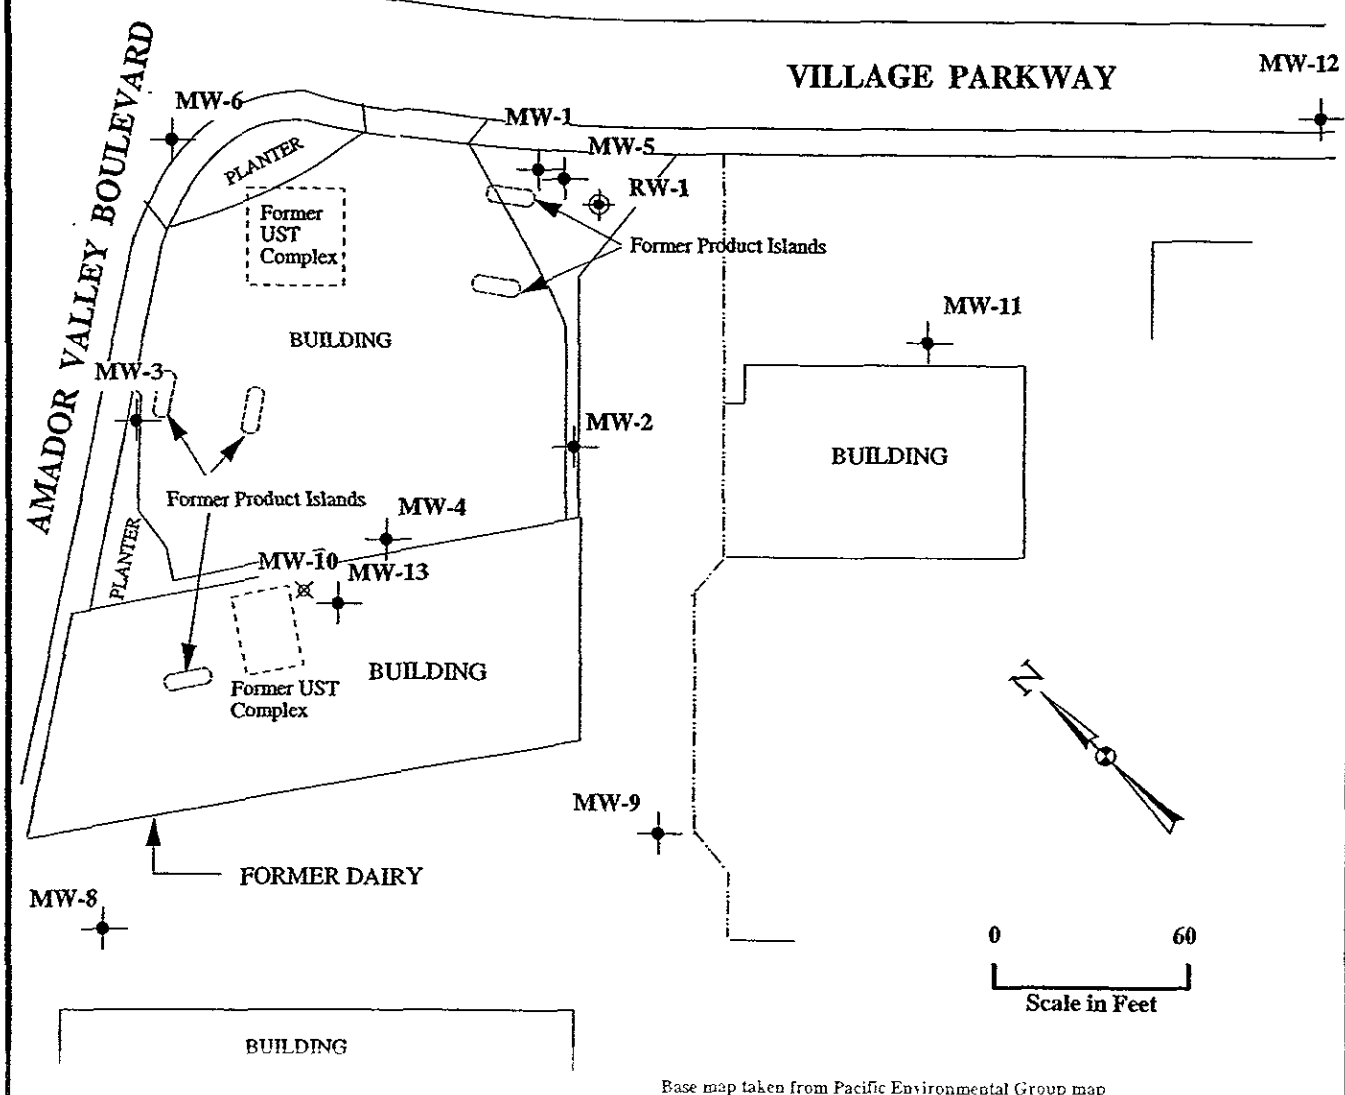 VILLAGE PARKWAY
MW-12
AMADOR VALLEY BOULEVARD
MW-6
MW-1
PLANTER
MW-5
RW-1
Former
UST
Complex
Former Product Islands
MW-11
BUILDING
MW-3
MW-2
BUILDING
Former Product Islands
MW-4
PLANTER
MW-10
MW-13
BUILDING
Former UST
Complex
N
MW-9
FORMER DAIRY
MW-8
0 60
Scale in Feet
BUILDING
Base map taken from Pacific Environmental Group map